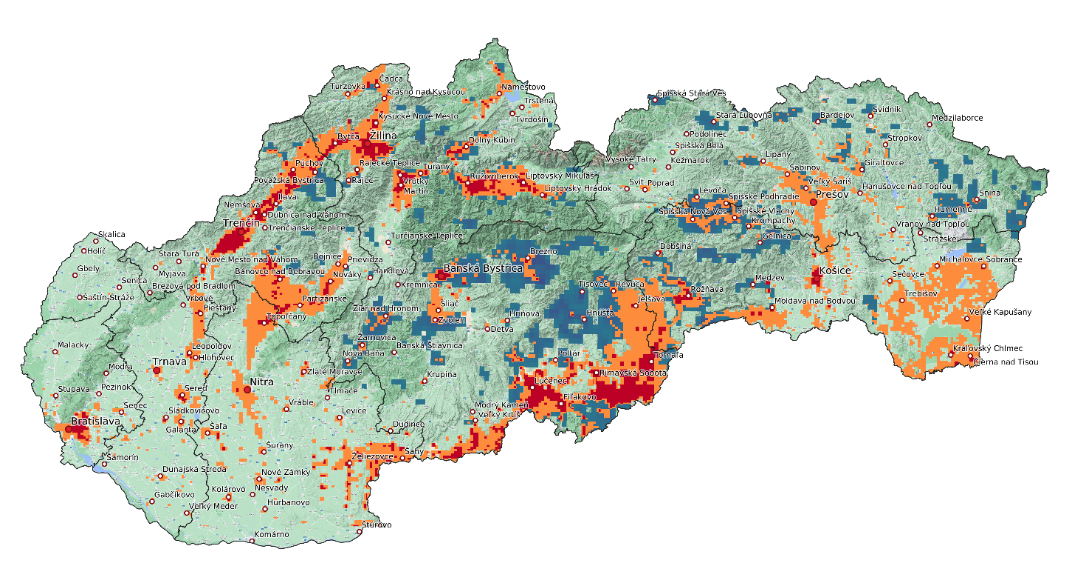 Čadca
Turzovka
Krásno nad Kysucou
Námestovo
Trstená
Tvrdošín
Kysucké Nové Mesto
Bytča
Žilina
Dolný Kubín
Spišská Stará Ves
Stará Ľubovňa
Podolínec
Spišská Belá
Kežmarok
Vysoké Tatry
Svit
Poprad
Bardejov
Svidník
Stropkov
Medzilaborce
Giraltovce
Lipany
Sabinov
Veľký Šariš
Prešov
Hanušovce nad Topľou
Snina
Humenné
Vranov nad Topľou
Strážske
Púchov
Považská Bystrica
Rajecké Teplice
Rajec
Turany
Vrútky
Martin
Ružomberok
Liptovský Mikuláš
Liptovský Hrádok
Levoča
Spišské Podhradie
Spišská Nová Ves
Spišské Vlachy
Krompachy
Gelnica
Dobšiná
Nemšová
Ilava
Dubnica nad Váhom
Trenčín
Trenčianske Teplice
Turčianske Teplice
Skalica
Holíč
Gbely
Senica
Šaštín-Stráže
Stará Turá
Myjava
Brezová pod Bradlom
Nové Mesto nad Váhom
Bánovce nad Bebravou
Bojnice
Prievidza
Nováky
Handlová
Partizánske
Topoľčany
Vrbové
Piešťany
Kremnica
Banská Bystrica
Brezno
Sliač
Zvolen
Žiar nad Hronom
Žarnovica
Nová Baňa
Banská Štiavnica
Hriňová
Detva
Krupina
Tisovec
Revúca
Hnúšťa
Jelšava
Rožňava
Medzev
Moldava nad Bodvou
Košice
Sečovce
Michalovce
Sobrance
Trebišov
Veľké Kapušany
Kráľovský Chlmec
Čierna nad Tisou
Poltár
Lučenec
Fiľakovo
Rimavská Sobota
Tornaľa
Modrý Kameň
Veľký Krtíš
Dudince
Šahy
Želiezovce
Levice
Tlmače
Zlaté Moravce
Vráble
Nitra
Leopoldov
Hlohovec
Trnava
Malacky
Modra
Pezinok
Stupava
Senec
Bratislava
Šamorín
Sereď
Sládkovičovo
Galanta
Šaľa
Šurany
Nové Zámky
Nesvady
Hurbanovo
Kolárovo
Dunajská Streda
Gabčíkovo
Veľký Meder
Komárno
Štúrovo